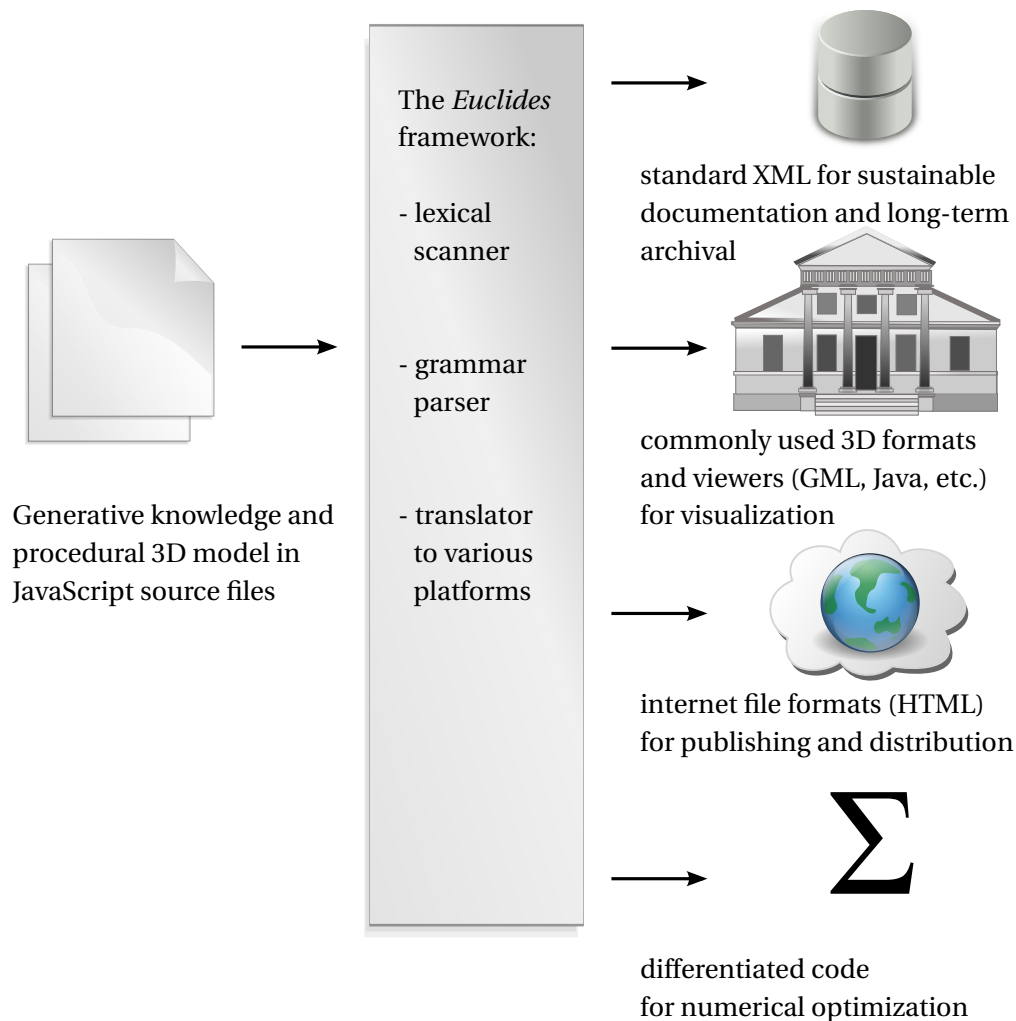 Generative knowledge and
procedural 3D model in
JavaScript source files
The Euclides
framework:
- lexical
scanner
- grammar
parser
- translator
to various
platforms
standard XML for sustainable
documentation and long-term
archival
commonly used 3D formats
and viewers (GML, Java, etc.)
for visualization
internet file formats (HTML)
for publishing and distribution
Σ
differentiated code
for numerical optimization